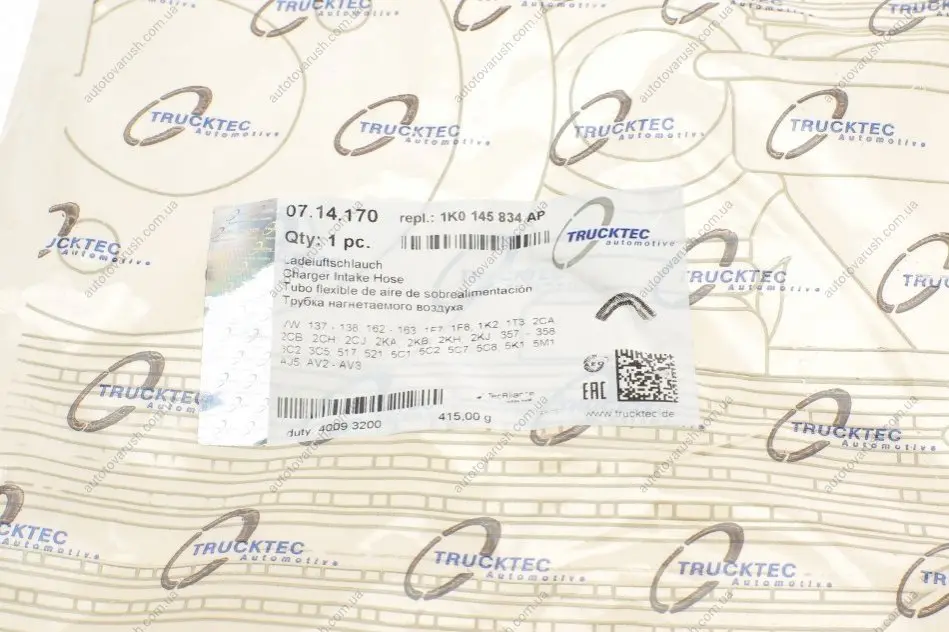 TRUCKTEC
Automotive
07.14.170
repl.: 1K0 145 834 AP
Qty: 1 pc.
TRUCKTEC
automotive
Ladeluftschlauch
Charger Intake Hose
Tubo flexible de aire de sobrealimentación
Трубка нагнетаемого воздуха
VW 137 - 138 162 - 163 1F7 1F8 1K2 1T3 2CA
2CB 2CH 2CJ 2KA 2KB 2KH 2KJ 357 - 358
3C2 3C5 517 521 5C1 5C2 5C7 5C8 5K1 5M1
AJ5 AV2 - AV3
EAC
duty 4009 3200
415,00 g
www.trucktec.de
autotovarush.com.ua